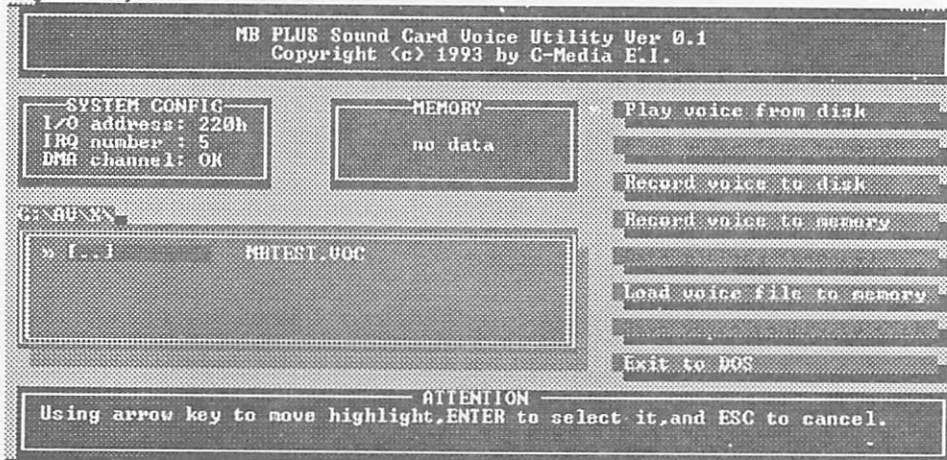 MB PLUS Sound Card Voice Utility Ver 0.1
Copyright (c) 1993 by C-Media E.I.
SYSTEM CONFIG
I/O address: 220h
IRQ number : 5
DMA channel: OK
MEMORY
no data
» Play voice from disk
Record voice to disk
Record voice to memory
Load voice file to memory
Exit to DOS
» [..] MBTEST.VOC
ATTENTION
Using arrow key to move highlight,ENTER to select it,and ESC to cancel.